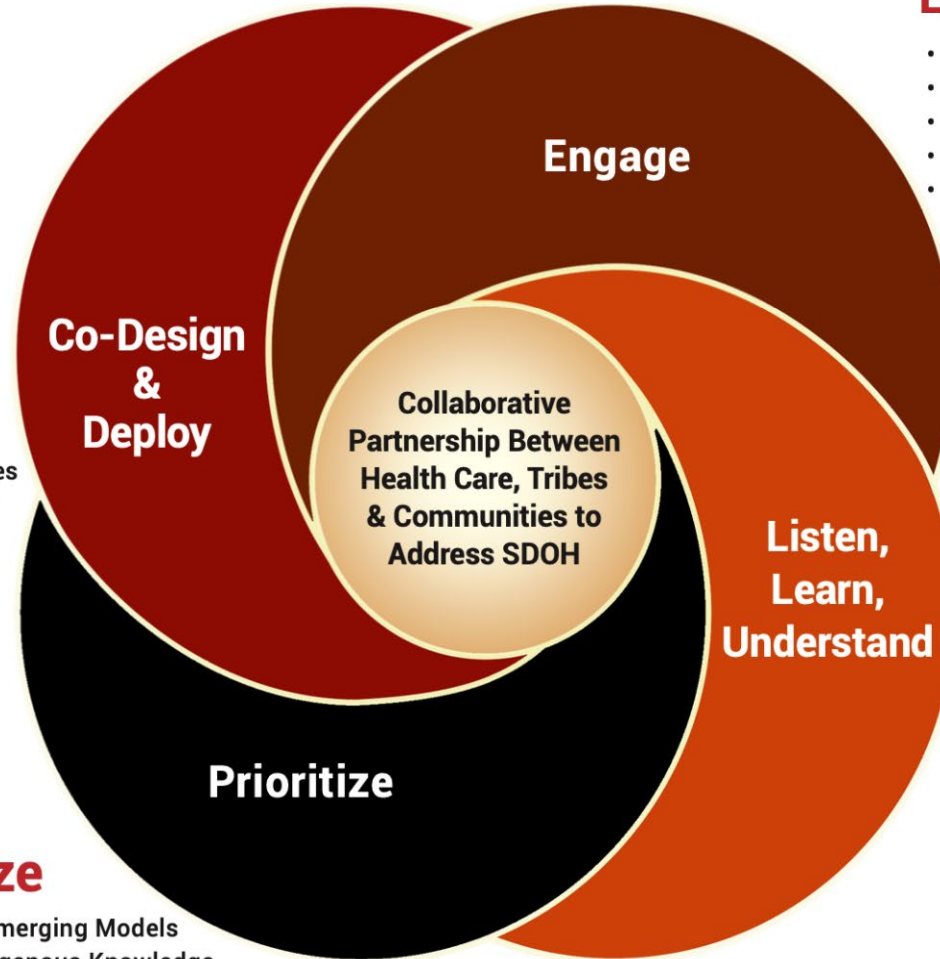 Engage
Co-Design
&
Deploy
Collaborative
Partnership Between
Health Care, Tribes
& Communities to
Address SDOH
Listen,
Learn,
Understand
Prioritize
ze
merging Models